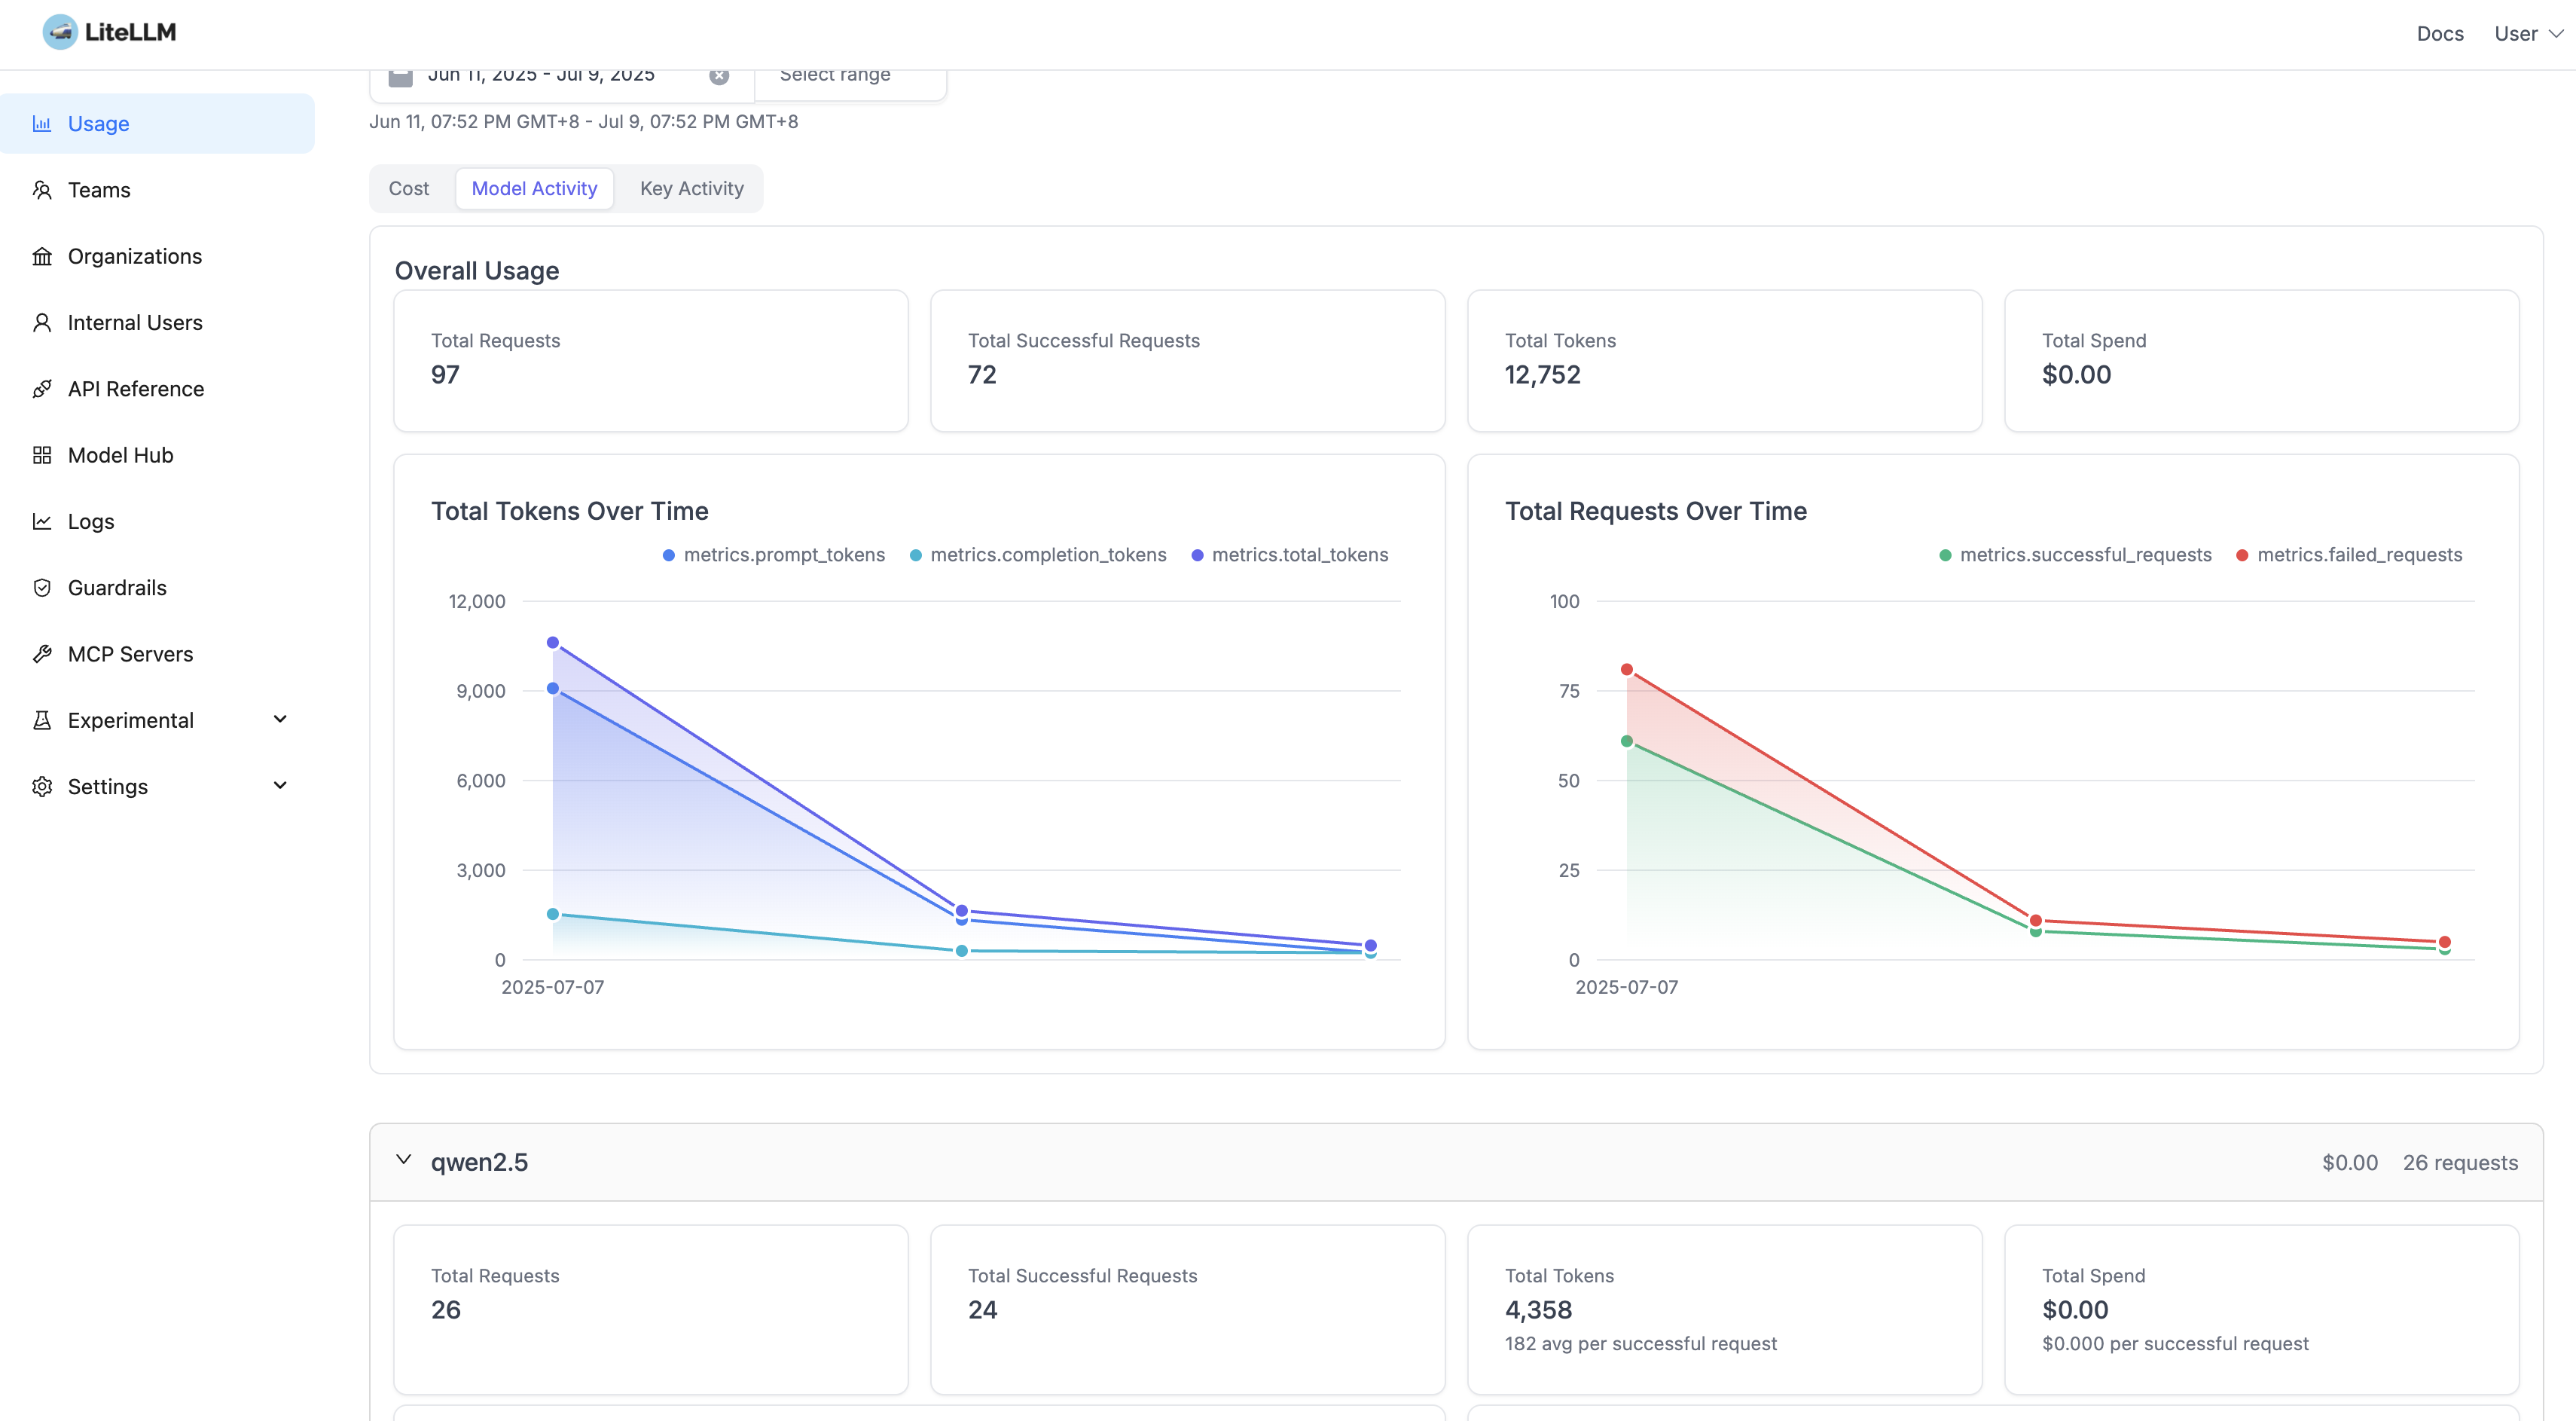 LiteLLM
Docs
User
Jun 11, 2025 - Jul 9, 2025
Select range
Jun 11, 07:52 PM GMT+8 - Jul 9, 07:52 PM GMT+8
Usage
Teams
Organizations
Internal Users
API Reference
Model Hub
Logs
Guardrails
MCP Servers
Experimental
Settings
Cost
Model Activity
Key Activity
Overall Usage
Total Requests
97
Total Successful Requests
72
Total Tokens
12,752
Total Spend
$0.00
Total Tokens Over Time
metrics.prompt_tokens
metrics.completion_tokens
metrics.total_tokens
12,000
9,000
6,000
3,000
0
2025-07-07
Total Requests Over Time
metrics.successful_requests
metrics.failed_requests
100
75
50
25
0
2025-07-07
qwen2.5
$0.00
26 requests
Total Requests
26
Total Successful Requests
24
Total Tokens
4,358
182 avg per successful request
Total Spend
$0.00
$0.000 per successful request